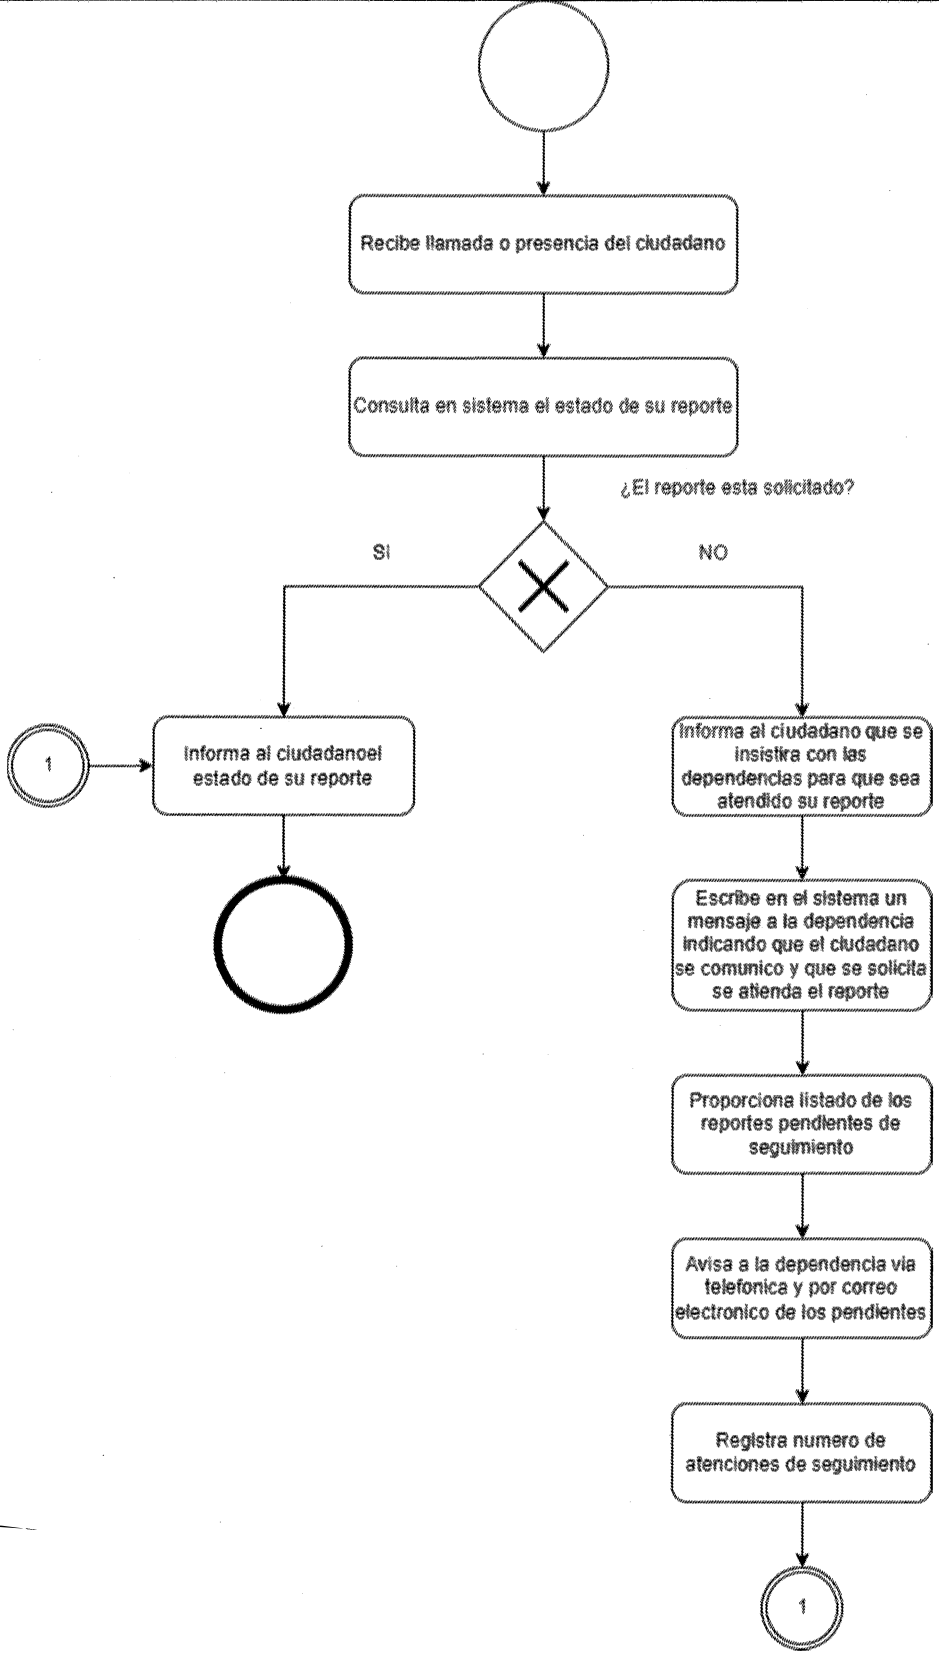 Recibe llamada o presencia del ciudadano
Consulta en sistema el estado de su reporte
¿El reporte esta solicitado?
SI
NO
1
Informa al ciudadanoel
estado de su reporte
Informa al ciudadano que se
insistira con las
dependencias para que sea
atendido su reporte
Escribe en el sistema un
mensaje a la dependencia
indicando que el ciudadano
se comunico y que se solicita
se atienda el reporte
Proporciona listado de los
reportes pendientes de
seguimiento
Avisa a la dependencia via
telefonica y por correo
electronico de los pendientes
Registra numero de
atenciones de seguimiento
1